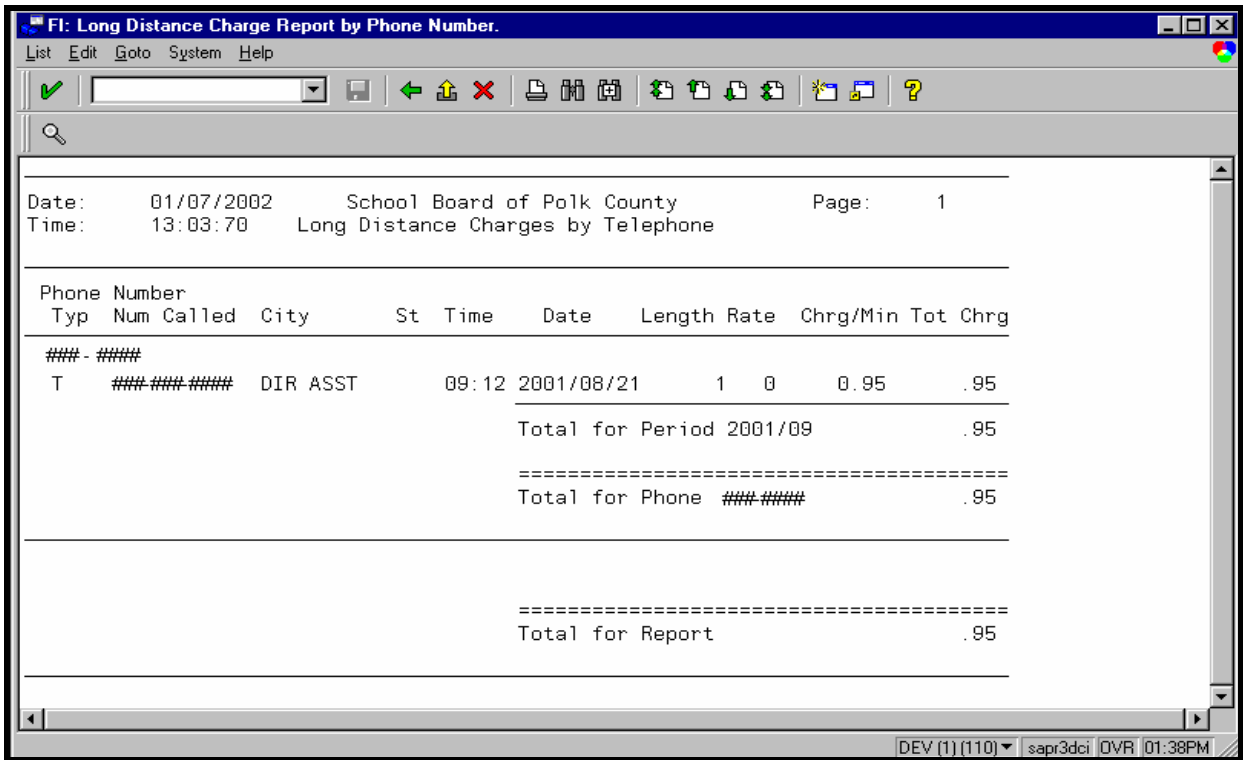 FI: Long Distance Charge Report by Phone Number.
List Edit Goto System Help
Date: 01/07/2002 School Board of Polk County Page: 1
Time: 13:03:70 Long Distance Charges by Telephone
Phone Number
Typ Num Called City St Time Date Length Rate Chrg/Min Tot Chrg
###-####
T ###-###-#### DIR ASST 09:12 2001/08/21 1 0 0.95 .95
Total for Period 2001/09 .95
========================================
Total for Phone ###-#### .95
========================================
Total for Report .95
DEV (1) (110) sapr3dci OVR 01:38PM